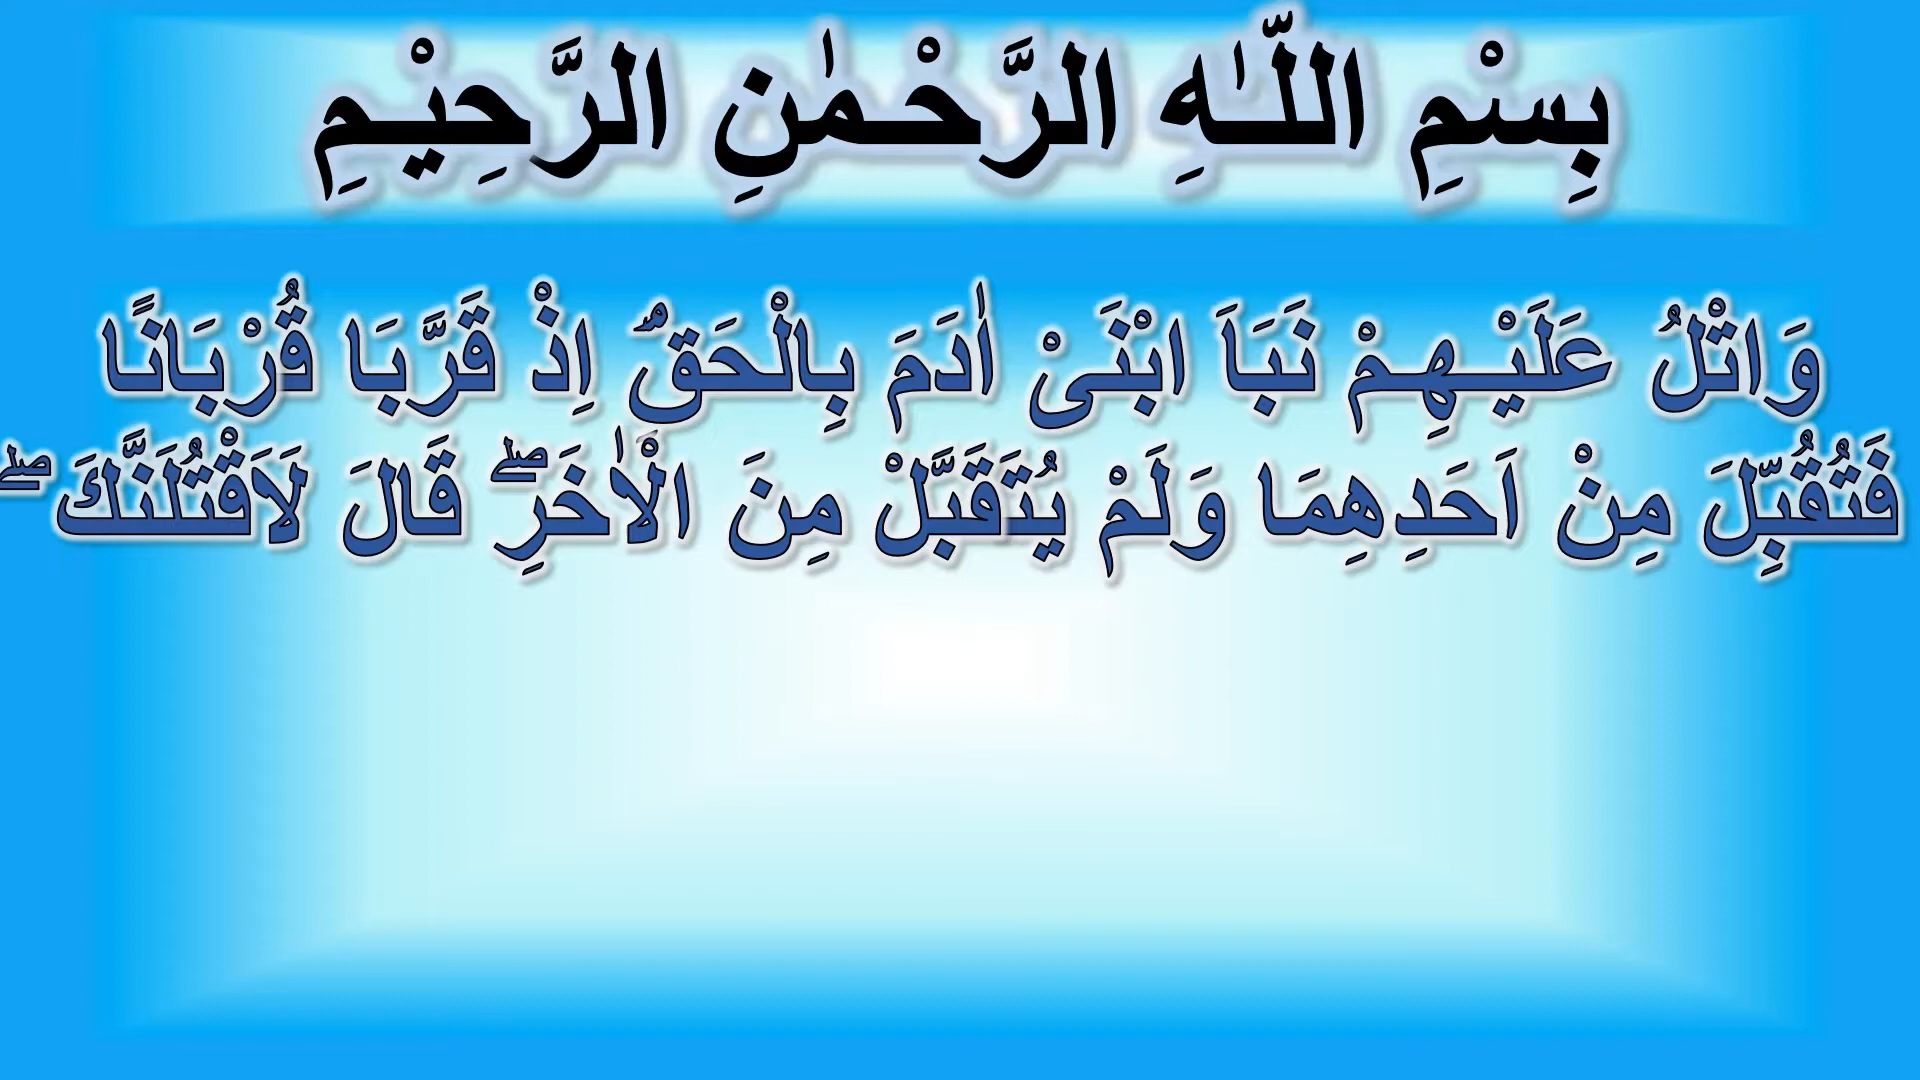 بِسْمِ اللّٰهِ الرَّحْمٰنِ الرَّحِيْمِ
وَاتْلُ عَلَيْهِمْ نَبَاَ ابْنَىْ اٰدَمَ بِالْحَقِّۘ اِذْ قَرَّبَا قُرْبَانًا
فَتُقُبِّلَ مِنْ اَحَدِهِمَا وَلَمْ يُتَقَبَّلْ مِنَ الْاٰخَرِۖ قَالَ لَاَقْتُلَنَّكَۖ